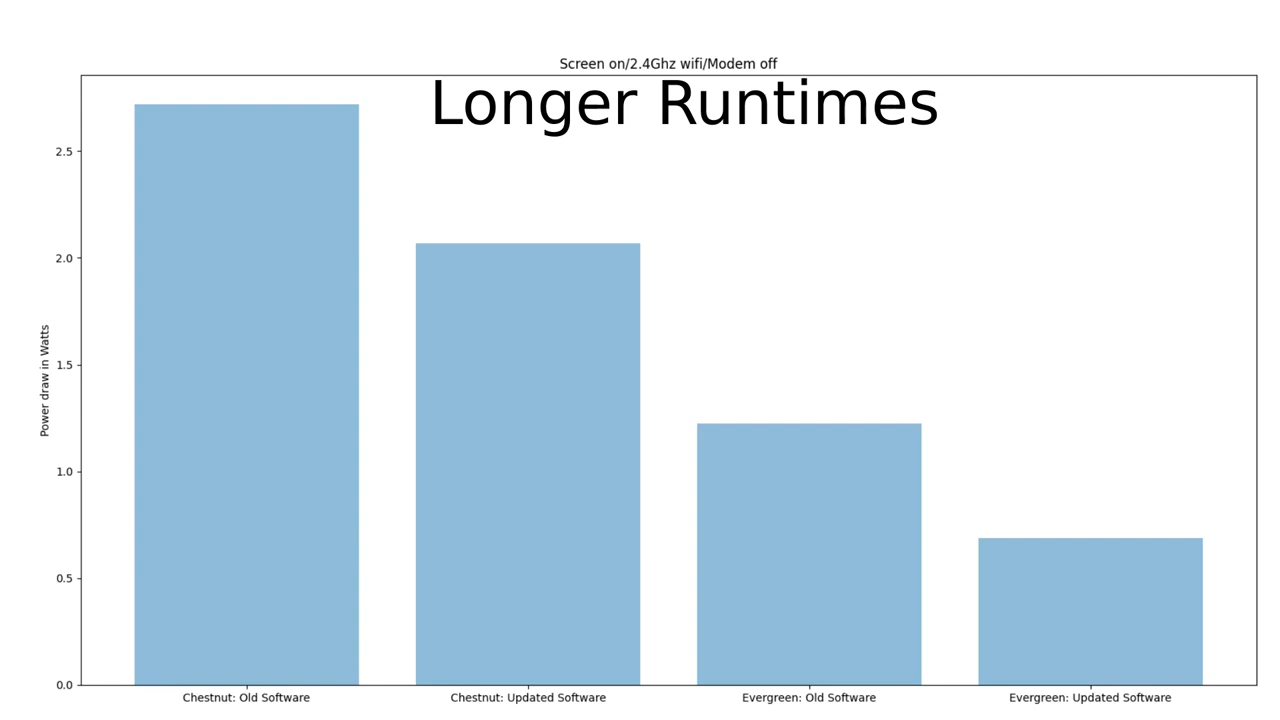 Screen on/2.4Ghz wifi/Modem off
Longer Runtimes
Power draw in Watts
2.5
2.0
1.5
1.0
0.5
0.0
Chestnut: Old Software
Chestnut: Updated Software
Evergreen: Old Software
Evergreen: Updated Software